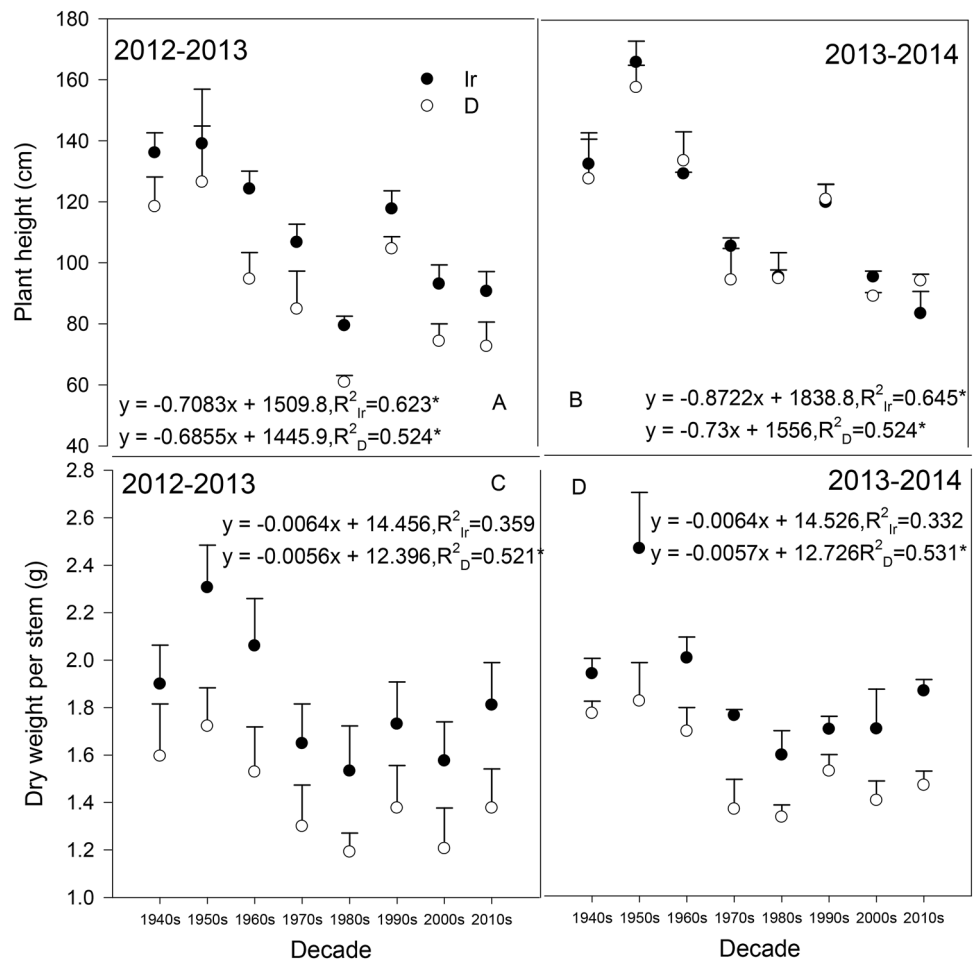 180
160
140
120
100
80
60
40
Plant height (cm)
2012-2013
Ir
D
y = -0.7083x + 1509.8,R²Ir=0.623*
y = -0.6855x + 1445.9,R²D=0.524*
A
2013-2014
B
y = -0.8722x + 1838.8,R²Ir=0.645*
y = -0.73x + 1556,R²D=0.524*
2.8
2.6
2.4
2.2
2.0
1.8
1.6
1.4
1.2
1.0
Dry weight per stem (g)
2012-2013
C
y = -0.0064x + 14.456,R²Ir=0.359
y = -0.0056x + 12.396,R²D=0.521*
D
2013-2014
y = -0.0064x + 14.526,R²Ir=0.332
y = -0.0057x + 12.726R²D=0.531*
1940s 1950s 1960s 1970s 1980s 1990s 2000s 2010s
Decade
1940s 1950s 1960s 1970s 1980s 1990s 2000s 2010s
Decade